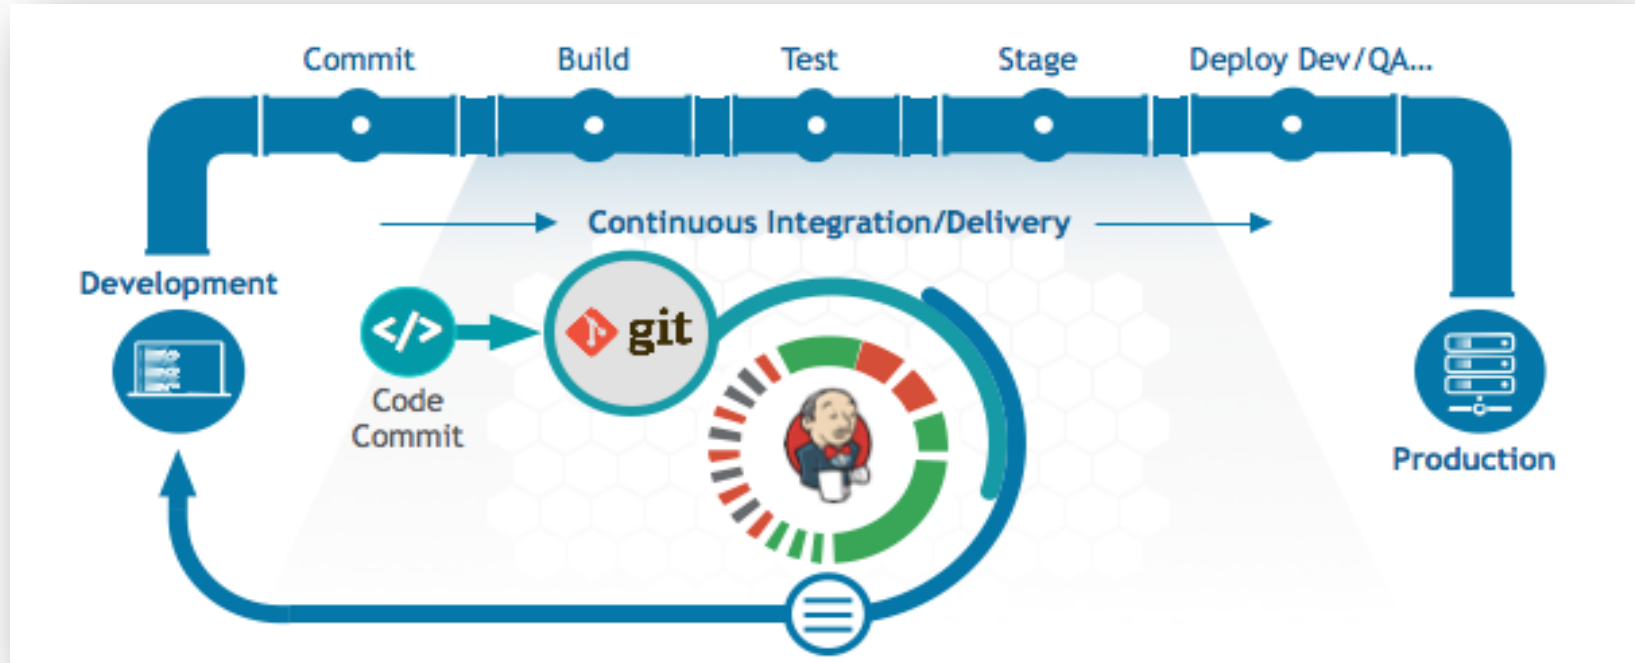 Commit
Build
Test
Stage
Deploy Dev/QA...
Continuous Integration/Delivery
Development
</>
git
Code
Commit
Production